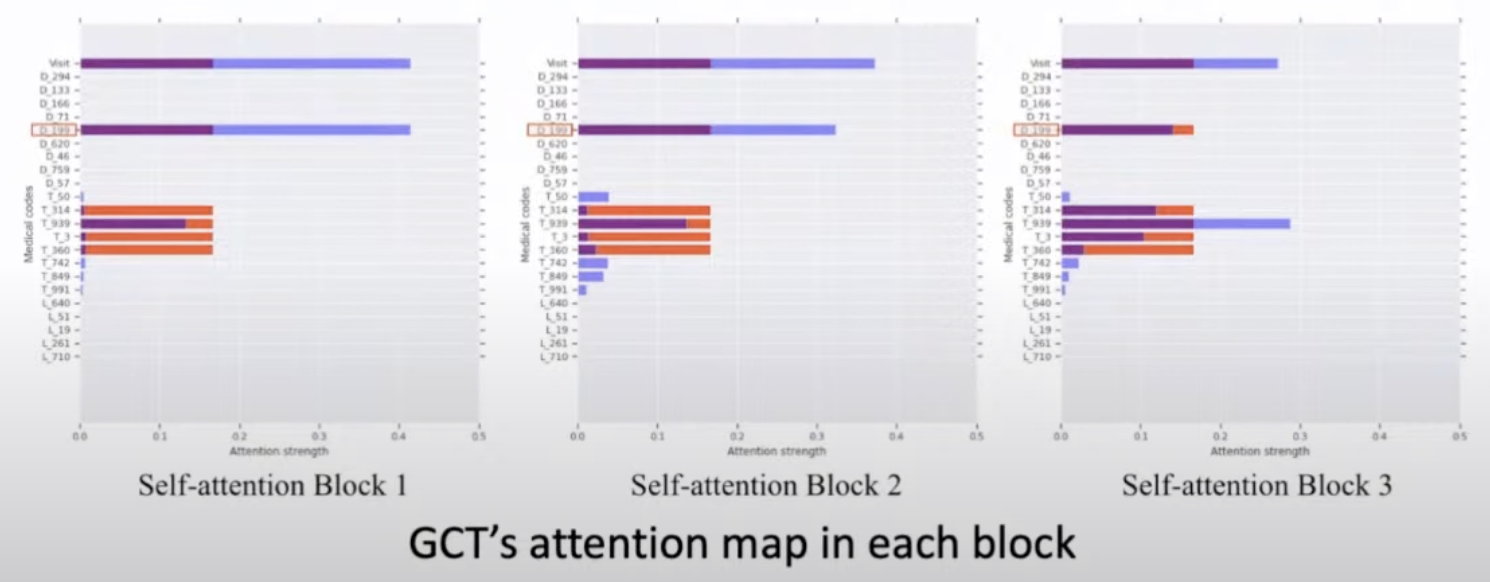 Visit
D_294
D_133
D_166
D_71
D_199
D_620
D_46
D_759
D_57
T_50
T_314
T_939
T_3
T_360
T_742
T_849
T_991
L_640
L_51
L_19
L_261
L_710
Medical codes
0.0 0.1 0.2 0.3 0.4 0.5
Attention strength
Self-attention Block 1
Visit
D_294
D_133
D_166
D_71
D_199
D_620
D_46
D_759
D_57
T_50
T_314
T_939
T_3
T_360
T_742
T_849
T_991
L_640
L_51
L_19
L_261
L_710
Medical codes
0.0 0.1 0.2 0.3 0.4 0.5
Attention strength
Self-attention Block 2
Visit
D_294
D_133
D_166
D_71
D_199
D_620
D_46
D_759
D_57
T_50
T_314
T_939
T_3
T_360
T_742
T_849
T_991
L_640
L_51
L_19
L_261
L_710
Medical codes
0.0 0.1 0.2 0.3 0.4 0.5
Attention strength
Self-attention Block 3
GCT’s attention map in each block